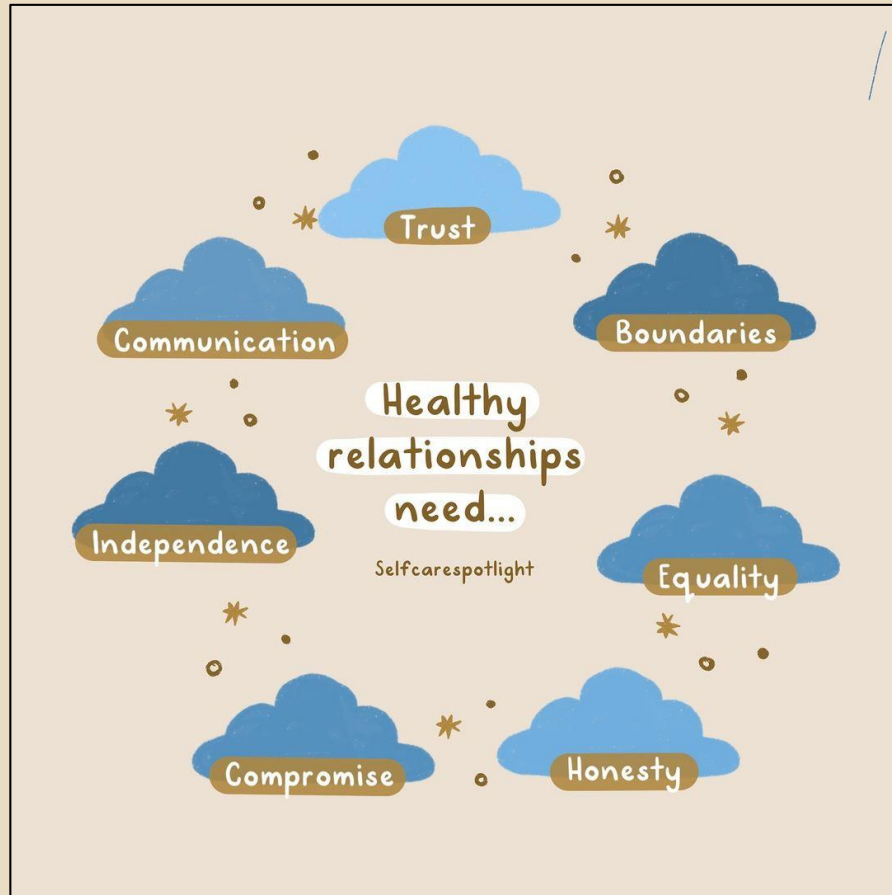 Trust
Communication
Boundaries
Healthy
relationships
need...
Independence
Selfcarespotlight
Equality
Compromise
Honesty